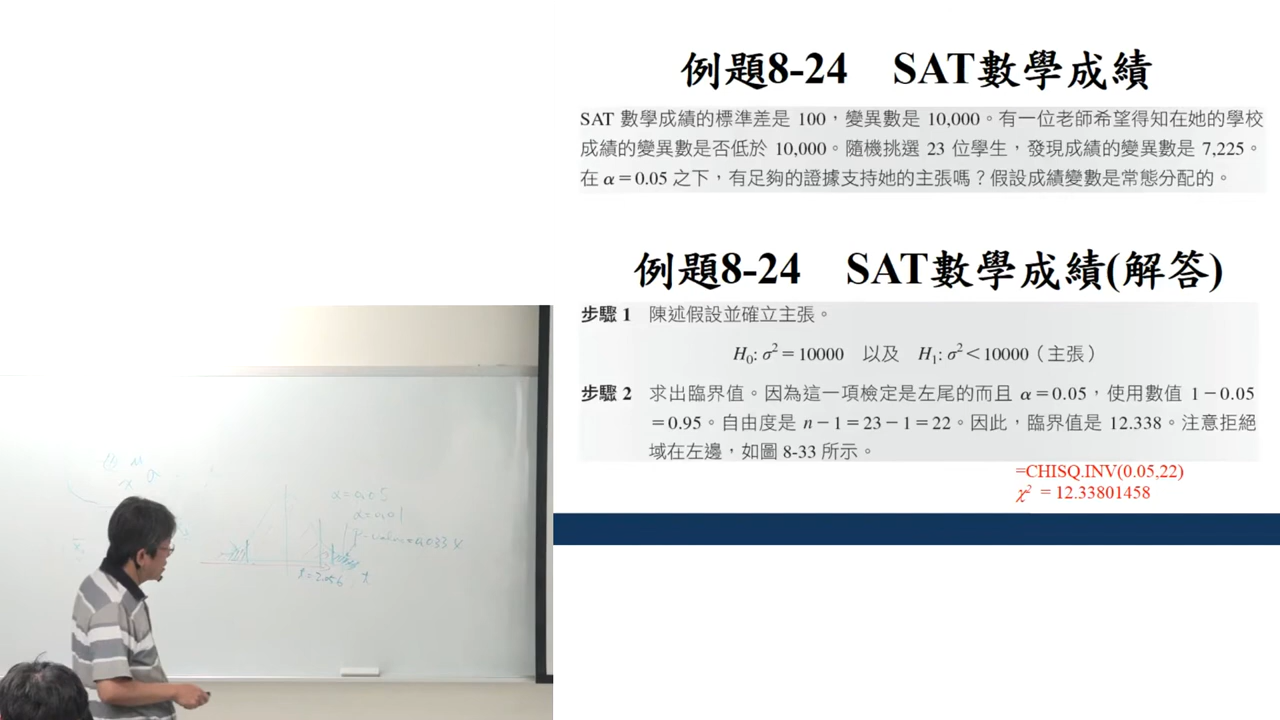 例題8-24 SAT數學成績
SAT 數學成績的標準差是 100，變異數是 10,000。有一位老師希望得知在她的學校
成績的變異數是否低於 10,000。隨機挑選 23 位學生，發現成績的變異數是 7,225。
在 α＝0.05 之下，有足夠的證據支持她的主張嗎？假設成績變數是常態分配的。
例題8-24 SAT數學成績(解答)
步驟 1 陳述假設並確立主張。
H₀: σ²＝10000 以及 H₁: σ²＜10000（主張）
步驟 2 求出臨界值。因為這一項檢定是左尾的而且 α＝0.05，使用數值 1－0.05
＝0.95。自由度是 n－1＝23－1＝22。因此，臨界值是 12.338。注意拒絕
域在左邊，如圖 8-33 所示。
=CHISQ.INV(0.05,22)
χ² = 12.33801458
α=0.05
α=0.01
P-value=0.033 X
t=2.056 t